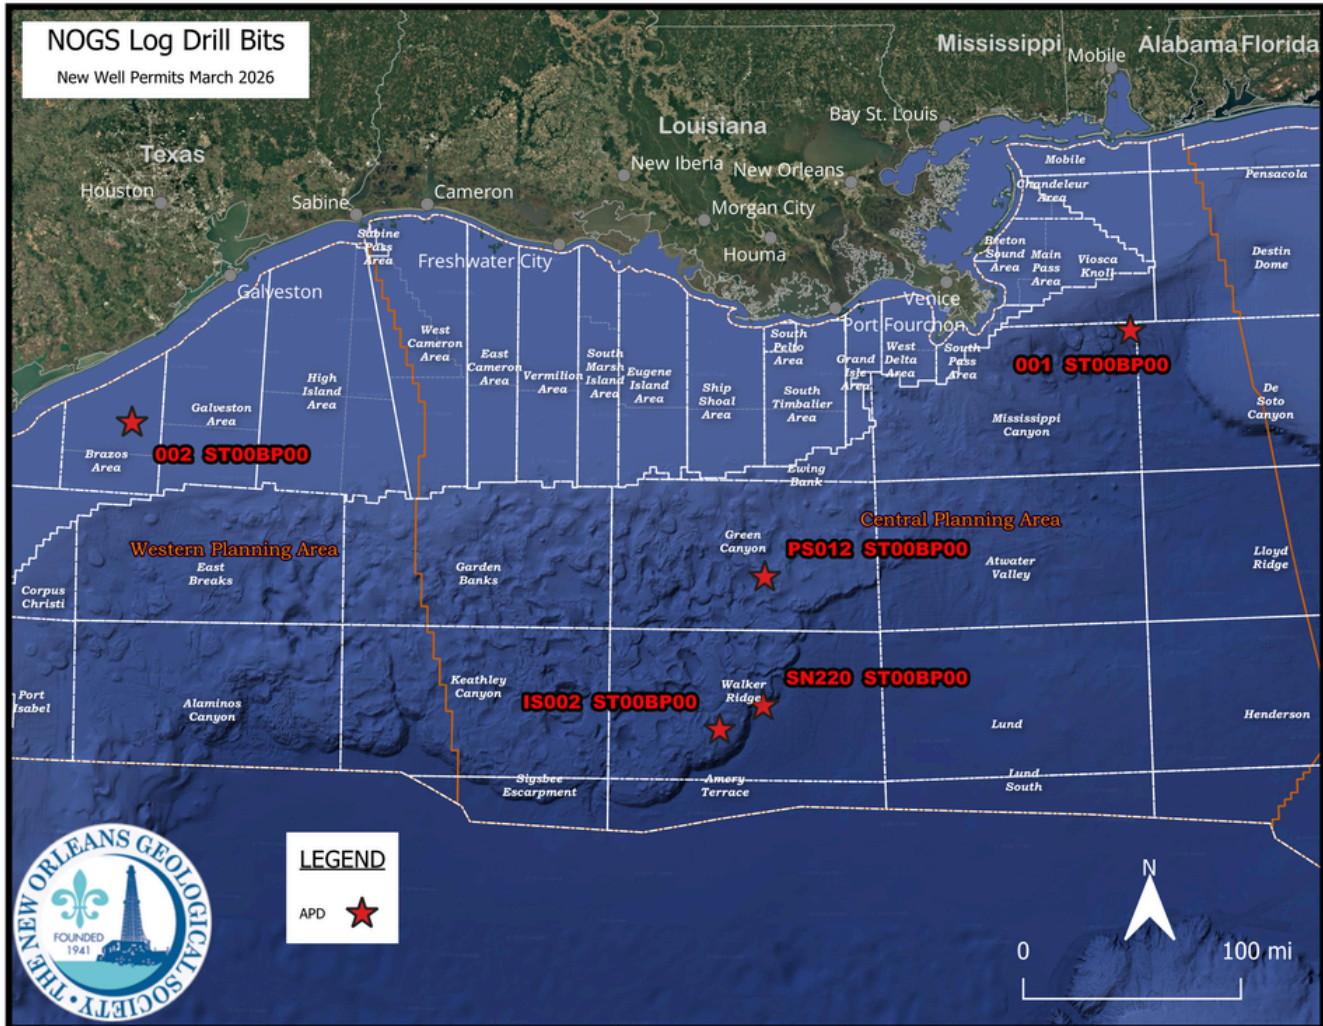 NOGS Log Drill Bits
New Well Permits March 2026
Mississippi
Alabama
Florida
Mobile
Bay St. Louis
Louisiana
Texas
New Iberia
New Orleans
Houston
Cameron
Sabine
Morgan City
Houma
Freshwater City
Galveston
Venice
Port Fourchon
Mobile
Chandeleur
Area
Pensacola
Sabine
Pass
Area
Breton
Sound
Area
Main
Pass
Area
Viosca
Knoll
Destin
Dome
West
Cameron
Area
East
Cameron
Area
Vermilion
Area
South
Marsh
Island
Area
Eugene
Island
Area
Ship
Shoal
Area
South
Pelto
Area
South
Timbalier
Area
Grand
Isle
Area
West
Delta
Area
South
Pass
Area
001 ST00BP00
High
Island
Area
Galveston
Area
Brazos
Area
002 ST00BP00
Mississippi
Canyon
De
Soto
Canyon
Ewing
Bank
Central Planning Area
Western Planning Area
East
Breaks
Green
Canyon
PS012 ST00BP00
Garden
Banks
Atwater
Valley
Lloyd
Ridge
Corpus
Christi
Port
Isabel
Alaminos
Canyon
Keathley
Canyon
Walker
Ridge
SN220 ST00BP00
IS002 ST00BP00
Lund
Henderson
Sigsbee
Escarpment
Amery
Terrace
Lund
South
THE NEW ORLEANS GEOLOGICAL SOCIETY
FOUNDED
1941
LEGEND
APD
N
0
100 mi